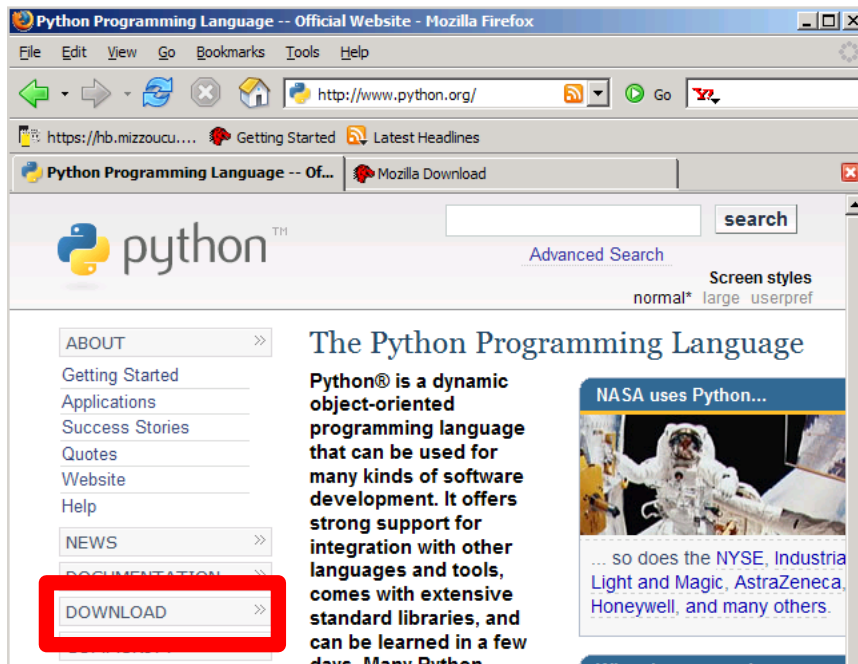 Python Programming Language -- Official Website - Mozilla Firefox
File Edit View Go Bookmarks Tools Help
http://www.python.org/ Go
https://hb.mizzoucu.... Getting Started Latest Headlines
Python Programming Language -- Of... Mozilla Download
python™
search
Advanced Search
Screen styles
normal* large userpref
ABOUT »
Getting Started
Applications
Success Stories
Quotes
Website
Help
NEWS »
DOCUMENTATION »
DOWNLOAD »
The Python Programming Language
Python® is a dynamic
object-oriented
programming language
that can be used for
many kinds of software
development. It offers
strong support for
integration with other
languages and tools,
comes with extensive
standard libraries, and
can be learned in a few
days. Many Python
NASA uses Python...
... so does the NYSE, Industria
Light and Magic, AstraZeneca,
Honeywell, and many others.